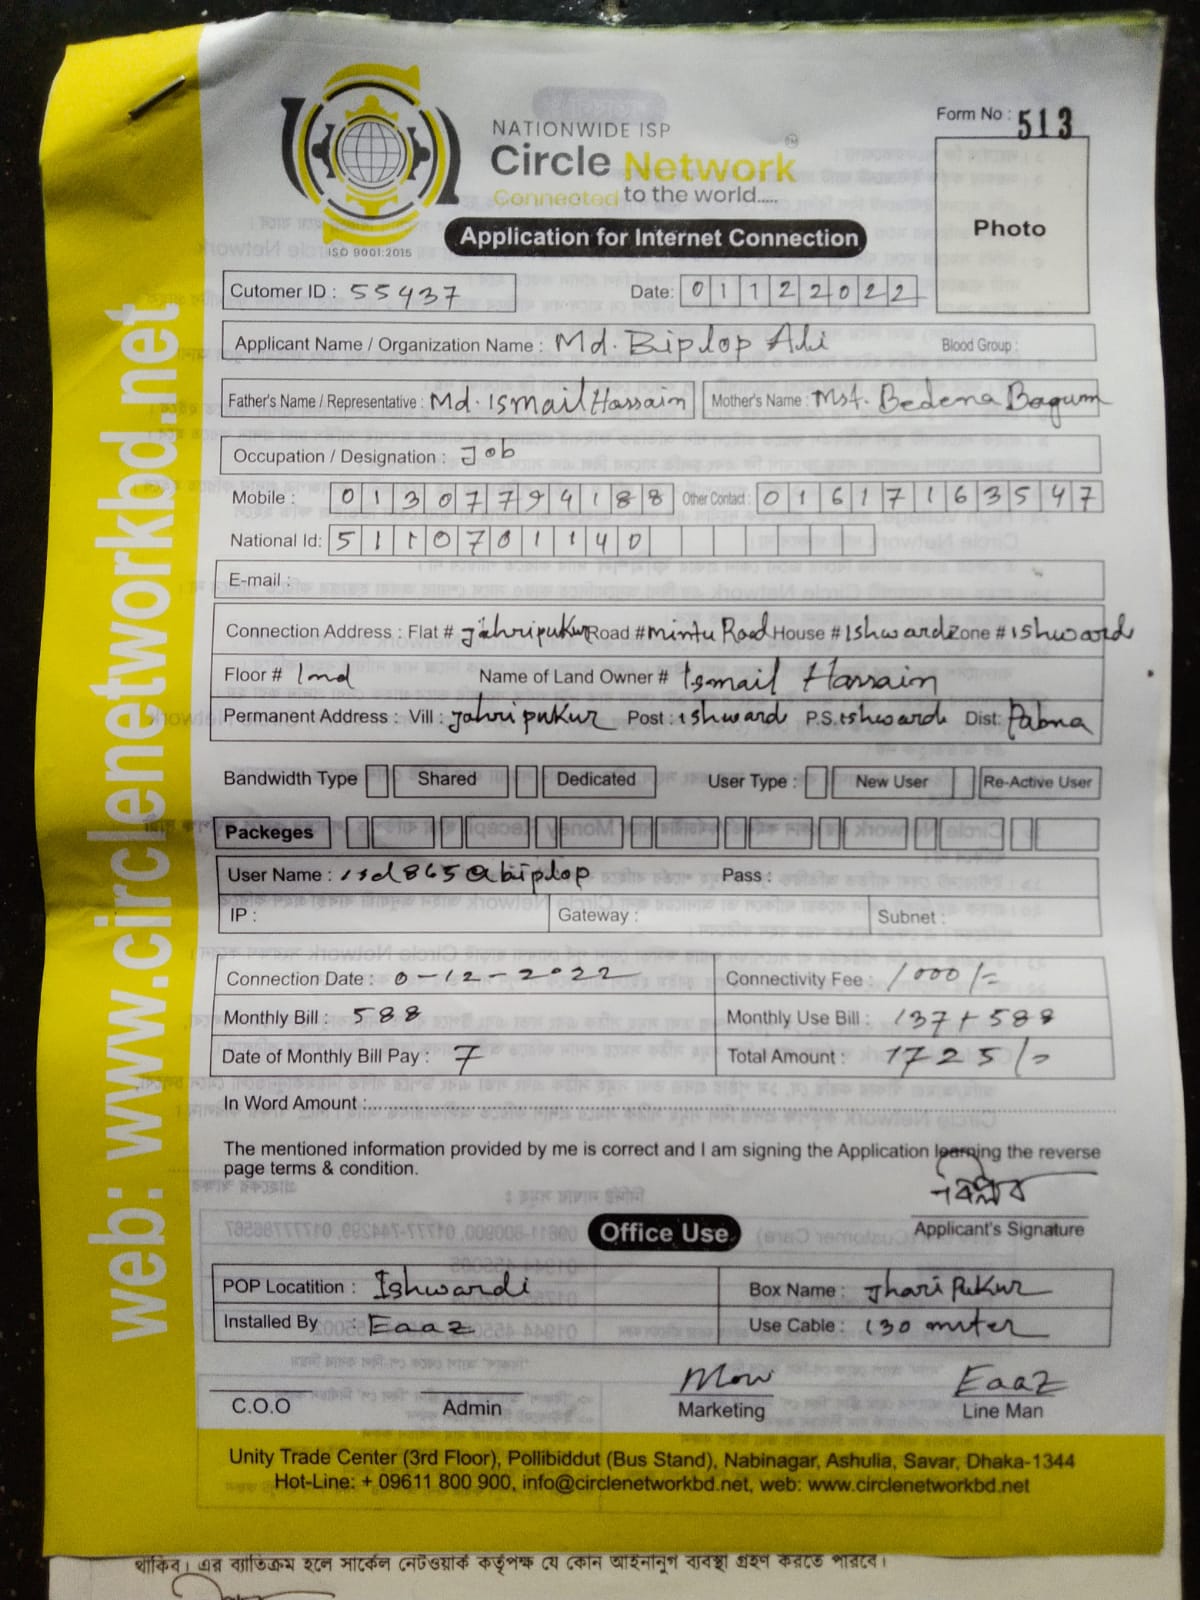 web: www.circlenetworkbd.net
NATIONWIDE ISP
Circle Network
Connected to the world.....
ISO 9001:2015
Form No : 513
Photo
Application for Internet Connection
Cutomer ID : 55437 Date: 01122022
Applicant Name / Organization Name : Md. Biplop Ali Blood Group :
Father's Name / Representative : Md. Ismail Hossain Mother's Name : Mst. Bedena Bagum
Occupation / Designation : Job
Mobile : 01307794188 Other Contact : 01617163547
National Id: 5110701140
E-mail :
Connection Address : Flat # Road # mintu Road House # Ishwardi Zone # Ishwardi
Floor # Name of Land Owner # Ismail Hossain
Permanent Address : Vill : Jahripukur Post : Ishwardi P.S. Ishwardi Dist: Pabna
Bandwidth Type Shared Dedicated User Type : New User Re-Active User
Packeges
User Name : isd865@biplop Pass :
IP : Gateway : Subnet :
Connection Date : 0-12-2022 Connectivity Fee : 1000/=
Monthly Bill : 588 Monthly Use Bill : 137+588
Date of Monthly Bill Pay : 7 Total Amount : 1725/=
In Word Amount :
The mentioned information provided by me is correct and I am signing the Application learning the reverse
page terms & condition.
বিপ্লব
Applicant's Signature
Office Use
POP Locatition : Ishwardi Box Name : Jhari Pukur
Installed By : Eaaz Use Cable : 130 miter
Eaaz
C.O.O Admin Marketing Line Man
Unity Trade Center (3rd Floor), Pollibiddut (Bus Stand), Nabinagar, Ashulia, Savar, Dhaka-1344
Hot-Line: + 09611 800 900, info@circlenetworkbd.net, web: www.circlenetworkbd.net
থাকিব। এর ব্যাতিক্রম হলে সার্কেল নেটওয়ার্ক কর্তৃপক্ষ যে কোন আইনানুগ ব্যবস্থা গ্রহণ করতে পারবে।